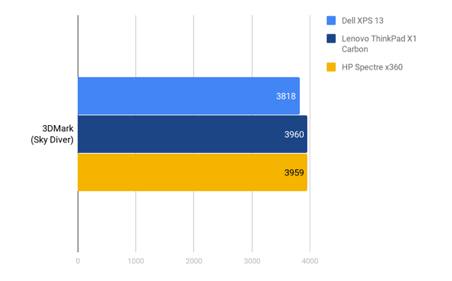 Dell XPS 13
Lenovo ThinkPad X1
Carbon
HP Spectre x360
3DMark
(Sky Diver)
3818
3960
3959
0 1000 2000 3000 4000